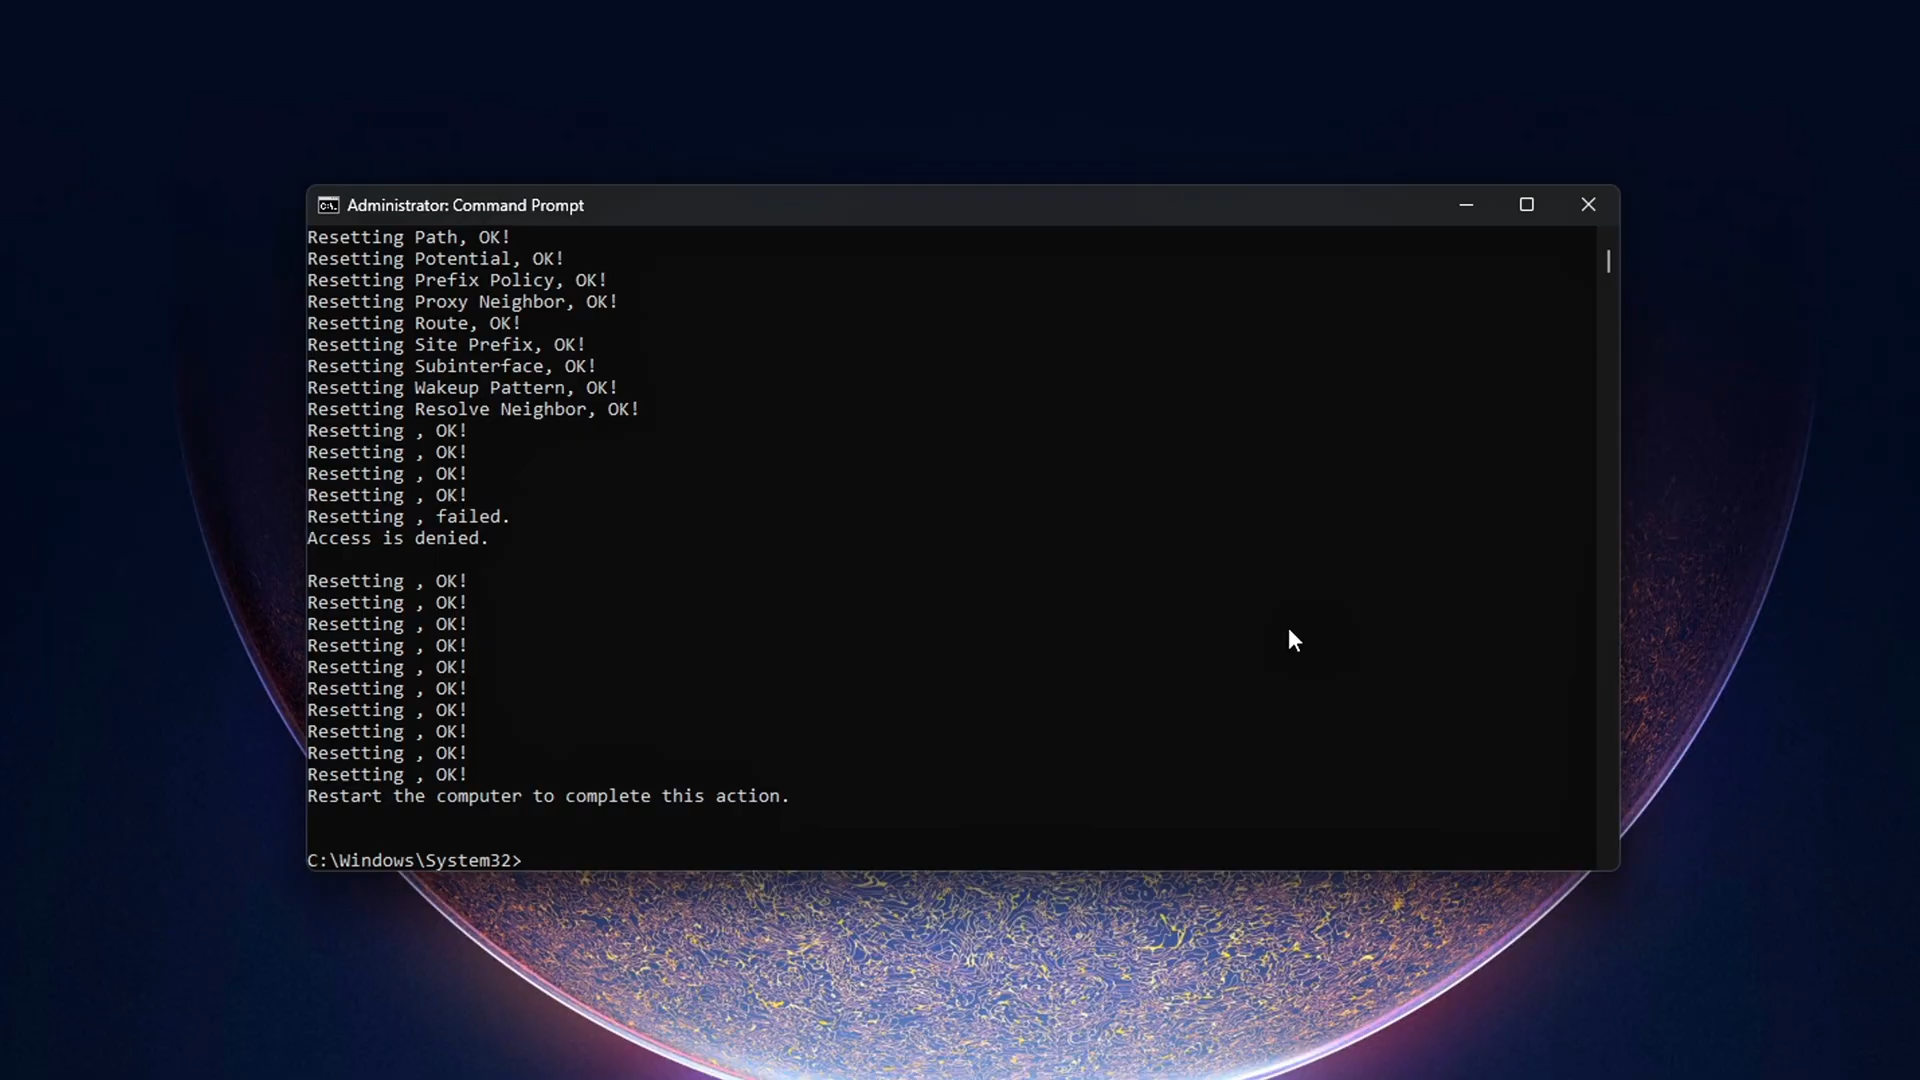 Administrator: Command Prompt
Resetting Path, OK!
Resetting Potential, OK!
Resetting Prefix Policy, OK!
Resetting Proxy Neighbor, OK!
Resetting Route, OK!
Resetting Site Prefix, OK!
Resetting Subinterface, OK!
Resetting Wakeup Pattern, OK!
Resetting Resolve Neighbor, OK!
Resetting , OK!
Resetting , OK!
Resetting , OK!
Resetting , OK!
Resetting , failed.
Access is denied.
Resetting , OK!
Resetting , OK!
Resetting , OK!
Resetting , OK!
Resetting , OK!
Resetting , OK!
Resetting , OK!
Resetting , OK!
Resetting , OK!
Resetting , OK!
Restart the computer to complete this action.
C:\Windows\System32>